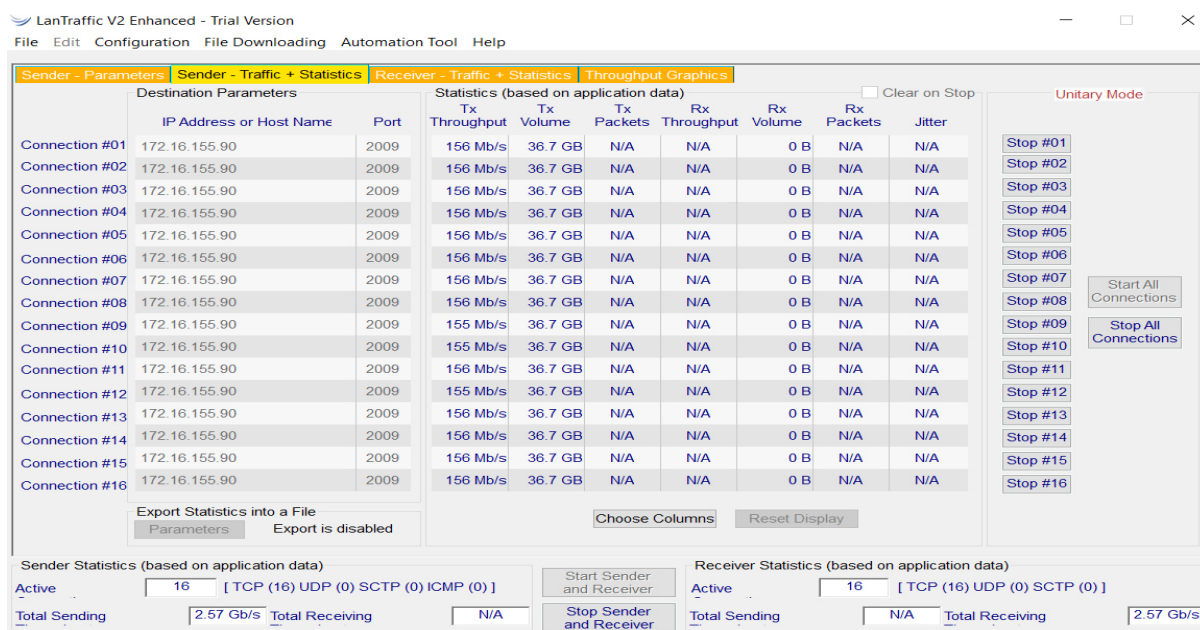 LanTraffic V2 Enhanced - Trial Version
File Edit Configuration File Downloading Automation Tool Help
Sender - Parameters Sender - Traffic + Statistics Receiver - Traffic + Statistics Throughput Graphics
Destination Parameters Statistics (based on application data) Clear on Stop Unitary Mode
Tx Tx Tx Rx Rx Rx
IP Address or Host Name Port Throughput Volume Packets Throughput Volume Packets Jitter
Connection #01 172.16.155.90 2009 156 Mb/s 36.7 GB N/A N/A 0 B N/A N/A Stop #01
Connection #02 172.16.155.90 2009 156 Mb/s 36.7 GB N/A N/A 0 B N/A N/A Stop #02
Connection #03 172.16.155.90 2009 156 Mb/s 36.7 GB N/A N/A 0 B N/A N/A Stop #03
Connection #04 172.16.155.90 2009 156 Mb/s 36.7 GB N/A N/A 0 B N/A N/A Stop #04
Connection #05 172.16.155.90 2009 156 Mb/s 36.7 GB N/A N/A 0 B N/A N/A Stop #05
Connection #06 172.16.155.90 2009 156 Mb/s 36.7 GB N/A N/A 0 B N/A N/A Stop #06
Connection #07 172.16.155.90 2009 156 Mb/s 36.7 GB N/A N/A 0 B N/A N/A Stop #07 Start All
Connection #08 172.16.155.90 2009 156 Mb/s 36.7 GB N/A N/A 0 B N/A N/A Stop #08 Connections
Connection #09 172.16.155.90 2009 155 Mb/s 36.7 GB N/A N/A 0 B N/A N/A Stop #09 Stop All
Connection #10 172.16.155.90 2009 155 Mb/s 36.7 GB N/A N/A 0 B N/A N/A Stop #10 Connections
Connection #11 172.16.155.90 2009 156 Mb/s 36.7 GB N/A N/A 0 B N/A N/A Stop #11
Connection #12 172.16.155.90 2009 155 Mb/s 36.7 GB N/A N/A 0 B N/A N/A Stop #12
Connection #13 172.16.155.90 2009 156 Mb/s 36.7 GB N/A N/A 0 B N/A N/A Stop #13
Connection #14 172.16.155.90 2009 156 Mb/s 36.7 GB N/A N/A 0 B N/A N/A Stop #14
Connection #15 172.16.155.90 2009 156 Mb/s 36.7 GB N/A N/A 0 B N/A N/A Stop #15
Connection #16 172.16.155.90 2009 156 Mb/s 36.7 GB N/A N/A 0 B N/A N/A Stop #16
Export Statistics into a File
Parameters Export is disabled Choose Columns Reset Display
Sender Statistics (based on application data) Receiver Statistics (based on application data)
Active 16 [ TCP (16) UDP (0) SCTP (0) ICMP (0) ] Start Sender and Receiver Active 16 [ TCP (16) UDP (0) SCTP (0) ]
Total Sending 2.57 Gb/s Total Receiving N/A Stop Sender and Receiver Total Sending N/A Total Receiving 2.57 Gb/s